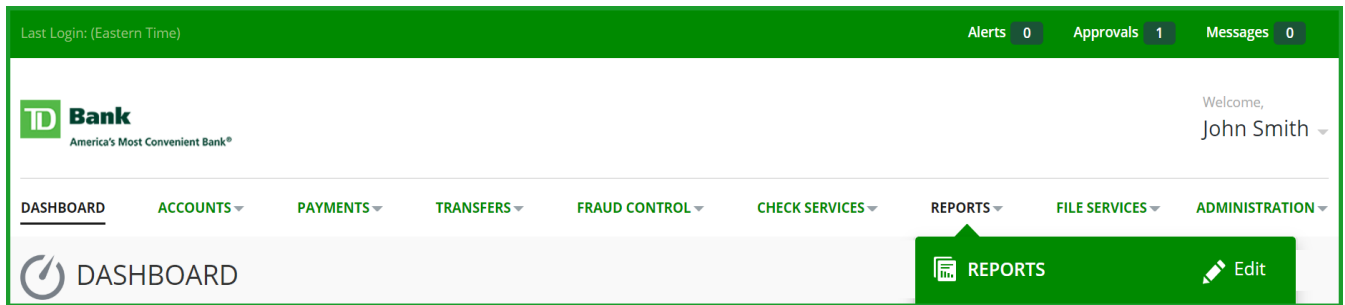 Last Login: (Eastern Time) Alerts 0 Approvals 1 Messages 0
TD Bank
America's Most Convenient Bank®
Welcome,
John Smith
DASHBOARD ACCOUNTS PAYMENTS TRANSFERS FRAUD CONTROL CHECK SERVICES REPORTS FILE SERVICES ADMINISTRATION
DASHBOARD
REPORTS Edit